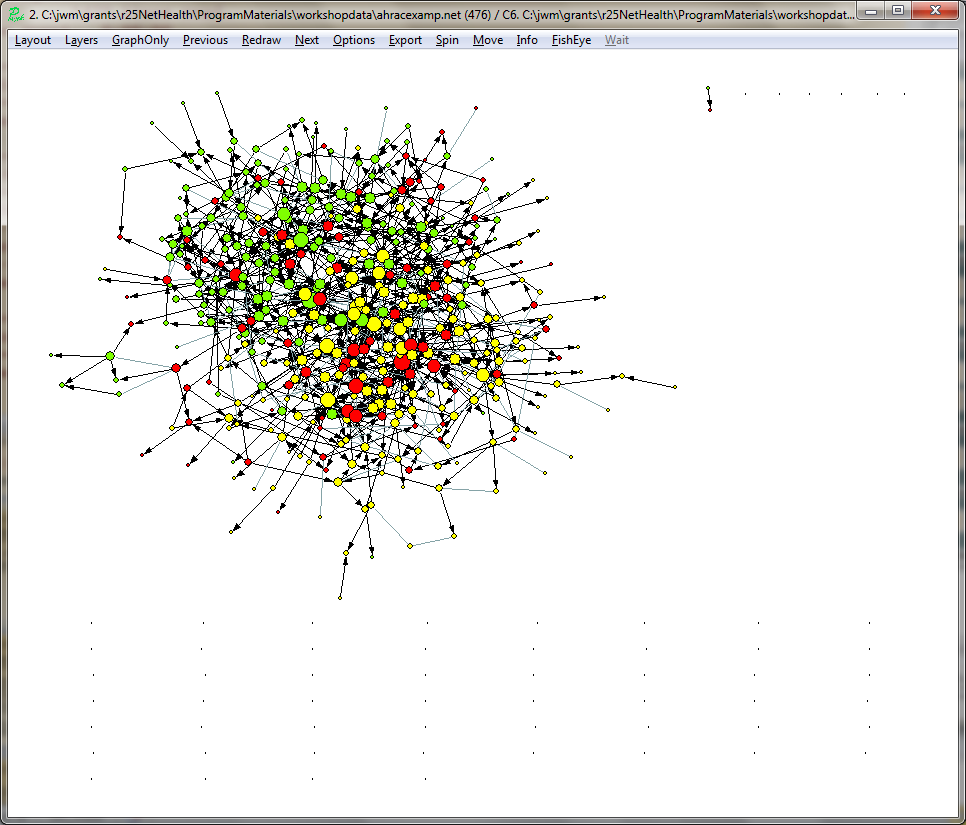 2. C:\jwm\grants\r25NetHealth\ProgramMaterials\workshopdata\ahracexamp.net (476) / C6. C:\jwm\grants\r25NetHealth\ProgramMaterials\workshopdat...
Layout Layers GraphOnly Previous Redraw Next Options Export Spin Move Info FishEye Wait